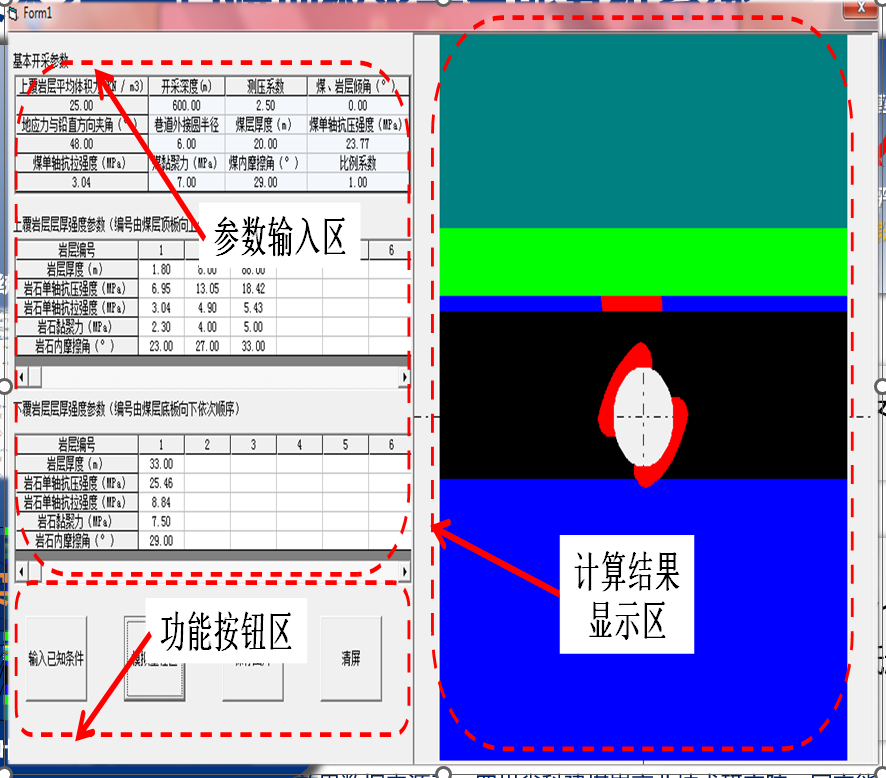 Form1
基本开采参数
上覆岩层平均体积力 N / m3) 开采深度(m) 测压系数 煤、岩层倾角(°)
25.00 600.00 2.50 0.00
地应力与铅直方向夹角(°) 巷道外接圆半径 煤层厚度(m) 煤单轴抗压强度(MPa)
48.00 6.00 20.00 23.77
煤单轴抗拉强度(MPa) 煤黏聚力(MPa) 煤内摩擦角(°) 比例系数
3.04 7.00 29.00 1.00
参数输入区
上覆岩层层厚强度参数(编号由煤层顶板向上
岩层编号 1 6
岩层厚度(m) 1.80 8.00 88.00
岩石单轴抗压强度(MPa) 6.95 13.05 18.42
岩石单轴抗拉强度(MPa) 3.04 4.90 5.43
岩石黏聚力(MPa) 2.30 4.00 5.00
岩石内摩擦角(°) 23.00 27.00 33.00
下覆岩层层厚强度参数(编号由煤层底板向下依次顺序)
岩层编号 1 2 3 4 5 6
岩层厚度(m) 33.00
岩石单轴抗压强度(MPa) 25.46
岩石单轴抗拉强度(MPa) 8.84
岩石黏聚力(MPa) 7.50
岩石内摩擦角(°) 29.00
计算结果
显示区
功能按钮区
输入已知条件
清屏